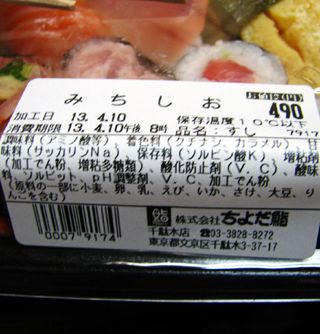 みちしお
お値段(円)
490
加工日 13. 4.10
保存温度10℃以下
消費期限 13. 4.10午後 8時
品名：すし
7917
調味料(アミノ酸等) 着色料(クチナシ、カラメル) 甘
味料(サッカリンNa) 保存料(ソルビン酸K) 増粘剤
(加工でん粉、増粘多糖類) 酸化防止剤(V．C) 酸味
料、ソルビット、pH調整剤、V．C、加工でん粉
(原料の一部に小麦、卵、乳、えび、いか、さけ、大豆、り
んごを含む)
0007 9174
株式会社ちよだ鮨
千駄木店 ☎03-3828-8272
東京都文京区千駄木3-37-17